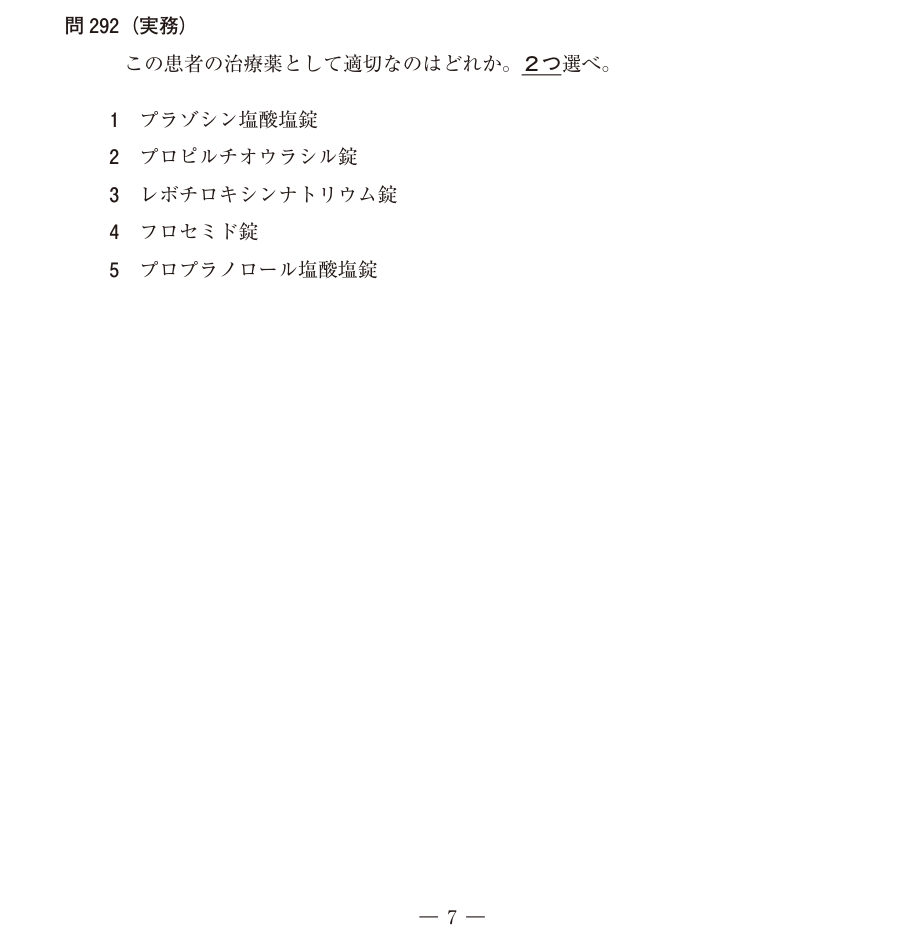 問 292（実務）
この患者の治療薬として適切なのはどれか。２つ選べ。
1 プラゾシン塩酸塩錠
2 プロピルチオウラシル錠
3 レボチロキシンナトリウム錠
4 フロセミド錠
5 プロプラノロール塩酸塩錠
— 7 —